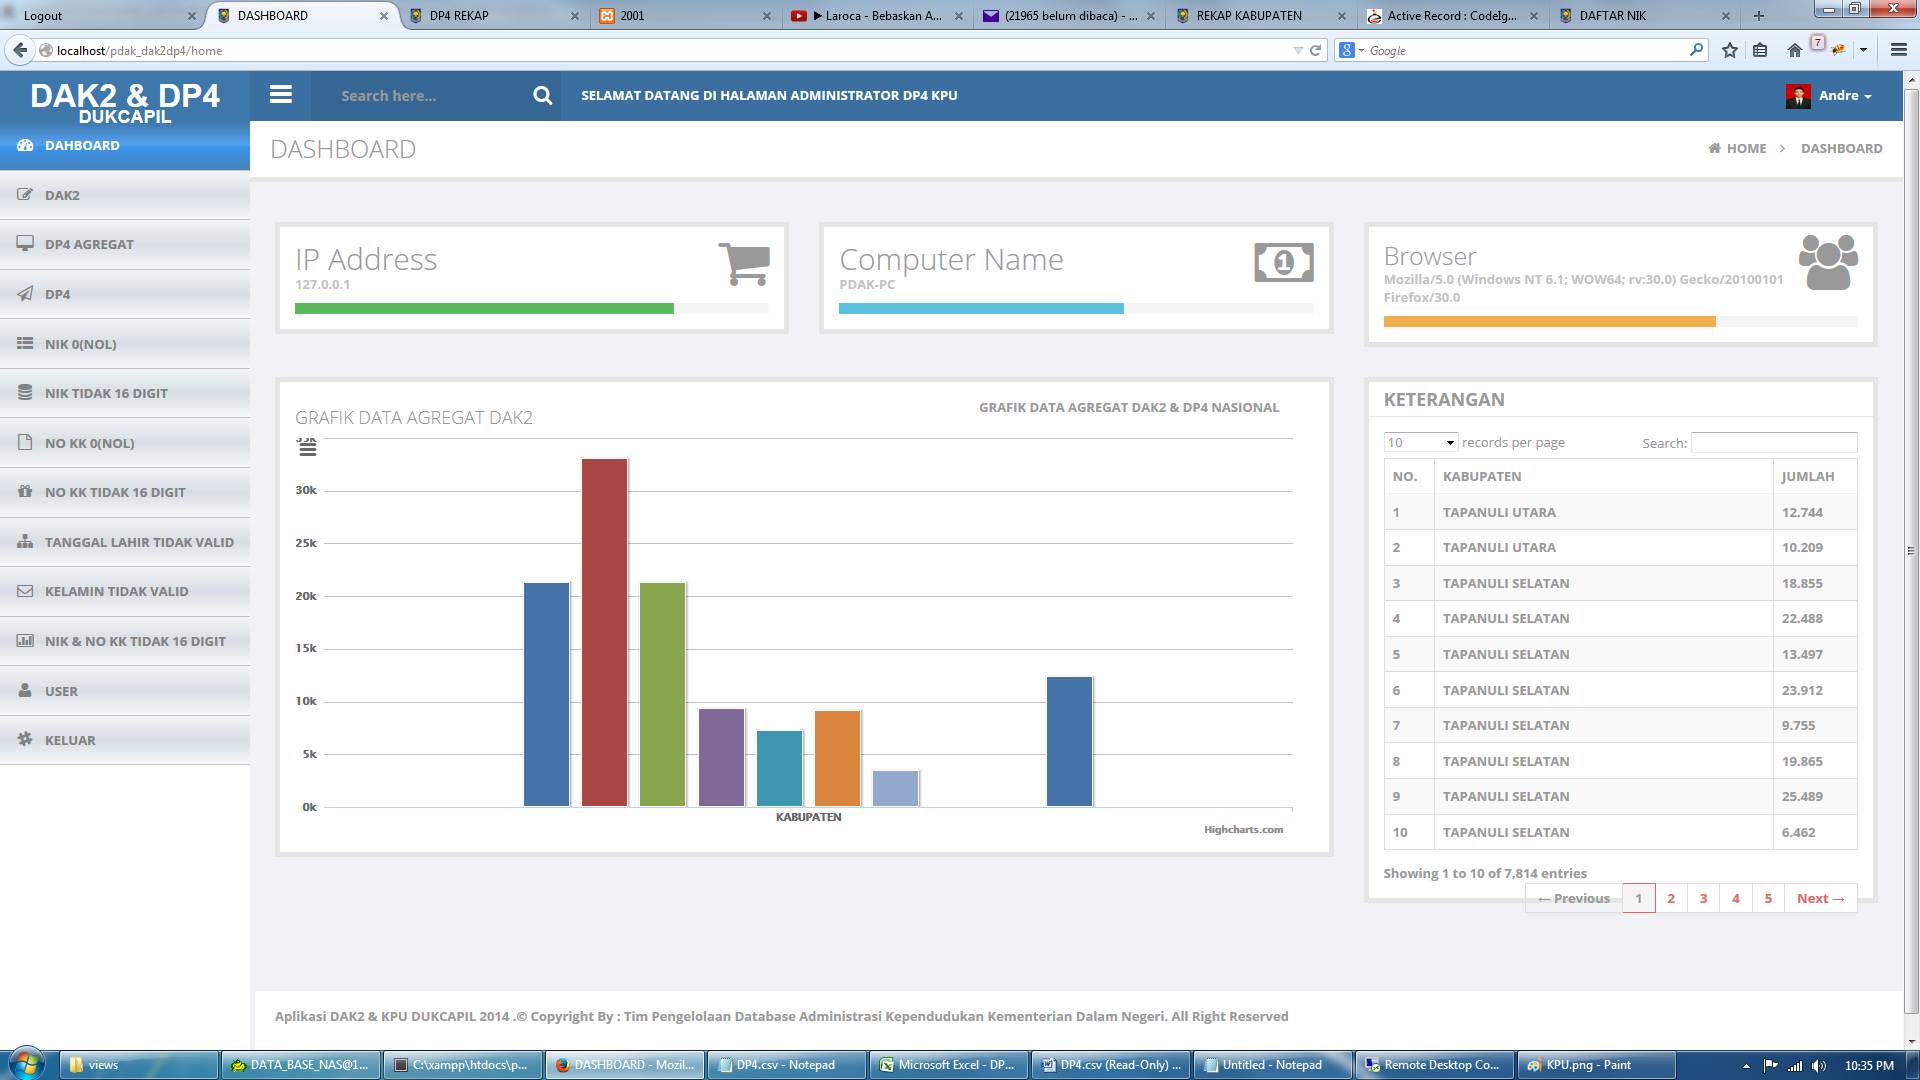 Logout
DASHBOARD
DP4 REKAP
2001
▶ Laroca - Bebaskan A...
(21965 belum dibaca) - ...
REKAP KABUPATEN
Active Record : CodeIg...
DAFTAR NIK
localhost/pdak_dak2dp4/home
Google
7
DAK2 & DP4
DUKCAPIL
Search here...
SELAMAT DATANG DI HALAMAN ADMINISTRATOR DP4 KPU
Andre
DAHBOARD
DAK2
DP4 AGREGAT
DP4
NIK 0(NOL)
NIK TIDAK 16 DIGIT
NO KK 0(NOL)
NO KK TIDAK 16 DIGIT
TANGGAL LAHIR TIDAK VALID
KELAMIN TIDAK VALID
NIK & NO KK TIDAK 16 DIGIT
USER
KELUAR
DASHBOARD
HOME > DASHBOARD
IP Address
127.0.0.1
Computer Name
PDAK-PC
Browser
Mozilla/5.0 (Windows NT 6.1; WOW64; rv:30.0) Gecko/20100101
Firefox/30.0
GRAFIK DATA AGREGAT DAK2
GRAFIK DATA AGREGAT DAK2 & DP4 NASIONAL
30k
25k
20k
15k
10k
5k
0k
KABUPATEN
Highcharts.com
KETERANGAN
10 records per page Search:
NO. KABUPATEN JUMLAH
1 TAPANULI UTARA 12.744
2 TAPANULI UTARA 10.209
3 TAPANULI SELATAN 18.855
4 TAPANULI SELATAN 22.488
5 TAPANULI SELATAN 13.497
6 TAPANULI SELATAN 23.912
7 TAPANULI SELATAN 9.755
8 TAPANULI SELATAN 19.865
9 TAPANULI SELATAN 25.489
10 TAPANULI SELATAN 6.462
Showing 1 to 10 of 7,814 entries
← Previous 1 2 3 4 5 Next →
Aplikasi DAK2 & KPU DUKCAPIL 2014 .© Copyright By : Tim Pengelolaan Database Administrasi Kependudukan Kementerian Dalam Negeri. All Right Reserved
views
DATA_BASE_NAS@1...
C:\xampp\htdocs\p...
DASHBOARD - Mozil...
DP4.csv - Notepad
Microsoft Excel - DP...
DP4.csv (Read-Only) ...
Untitled - Notepad
Remote Desktop Co...
KPU.png - Paint
10:35 PM